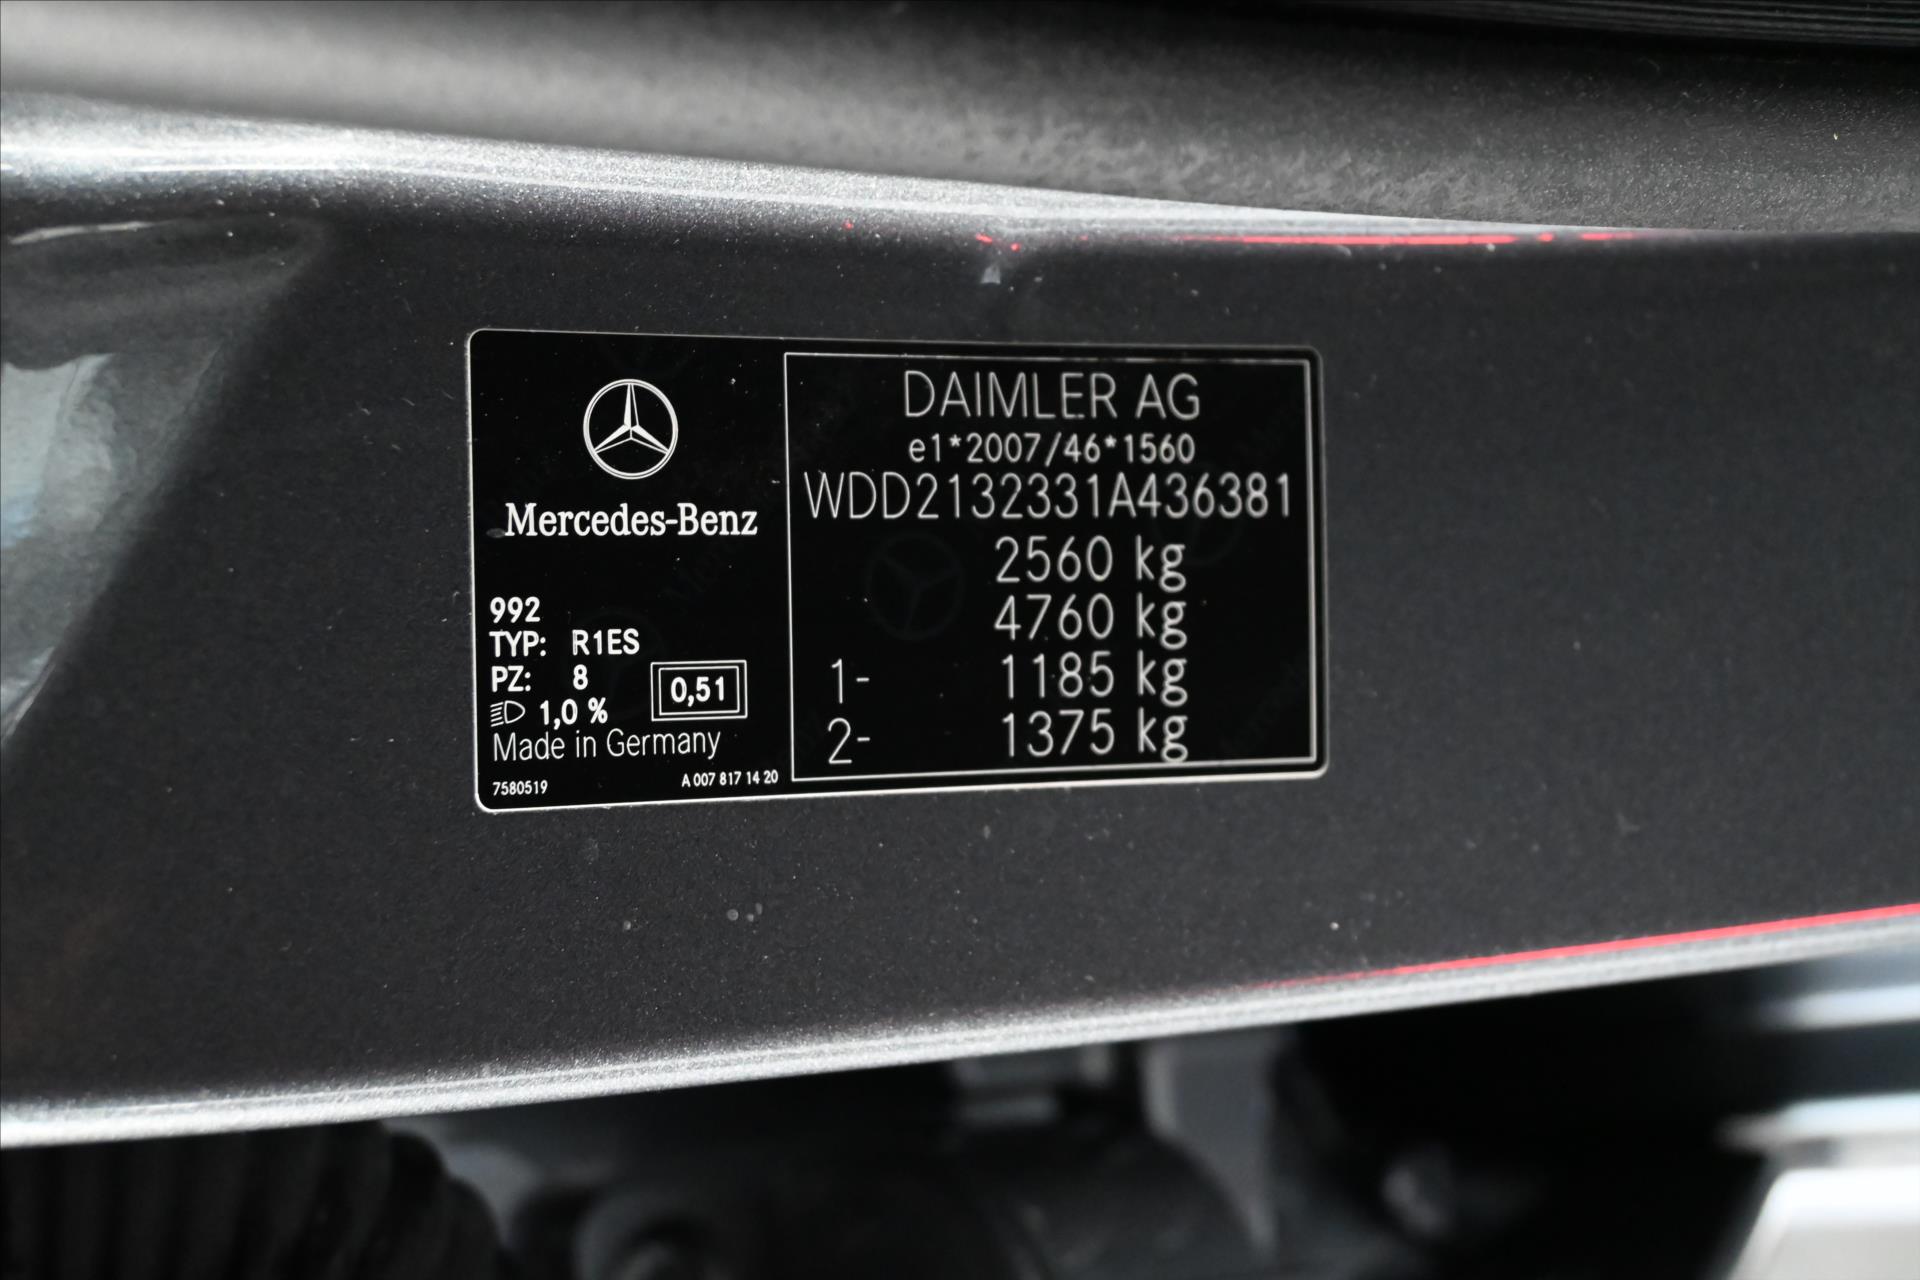 Mercedes-Benz
992
TYP: R1ES
PZ: 8
1,0 %
0,51
Made in Germany
7580519
A 007 817 14 20
DAIMLER AG
e1*2007/46*1560
WDD2132331A436381
2560 kg
4760 kg
1- 1185 kg
2- 1375 kg